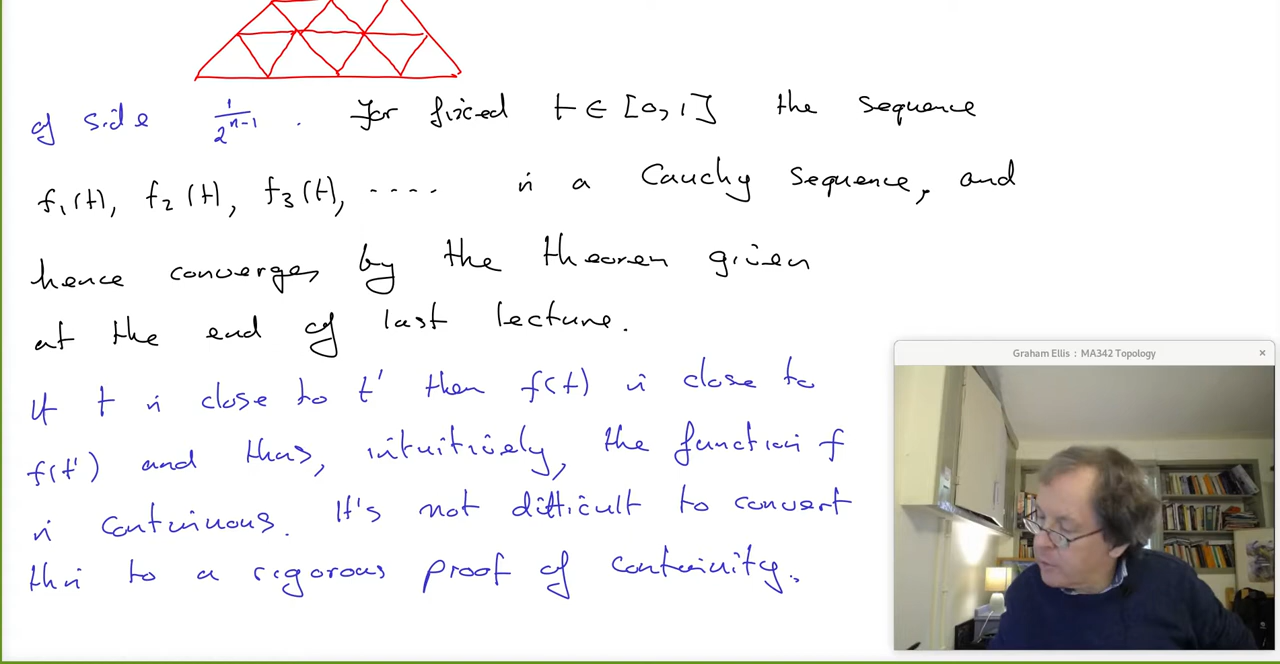 of side 1/2^{n-1} . For fixed t ∈ [0,1] the sequence
f₁(t), f₂(t), f₃(t), .... is a Cauchy sequence, and
hence converges by the theorem given
at the end of last lecture.
If t is close to t' then f(t) is close to
f(t') and thus, intuitively, the function f
is continuous. It's not difficult to convert
this to a rigorous proof of continuity.
Graham Ellis : MA342 Topology
×